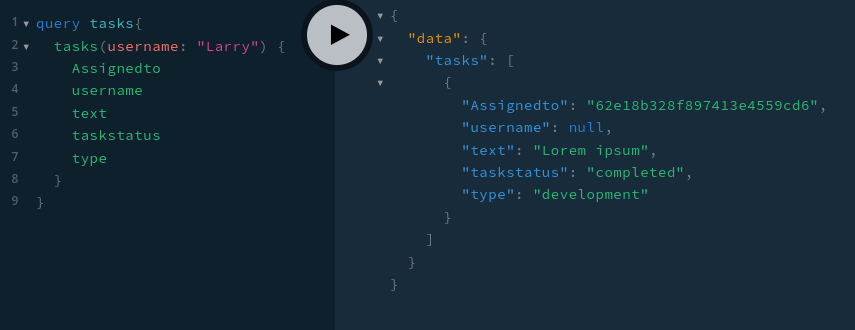 1 query tasks{
2 tasks(username: "Larry") {
3 Assignedto
4 username
5 text
6 taskstatus
7 type
8 }
9 }
{
"data": {
"tasks": [
{
"Assignedto": "62e18b328f897413e4559cd6",
"username": null,
"text": "Lorem ipsum",
"taskstatus": "completed",
"type": "development"
}
]
}
}